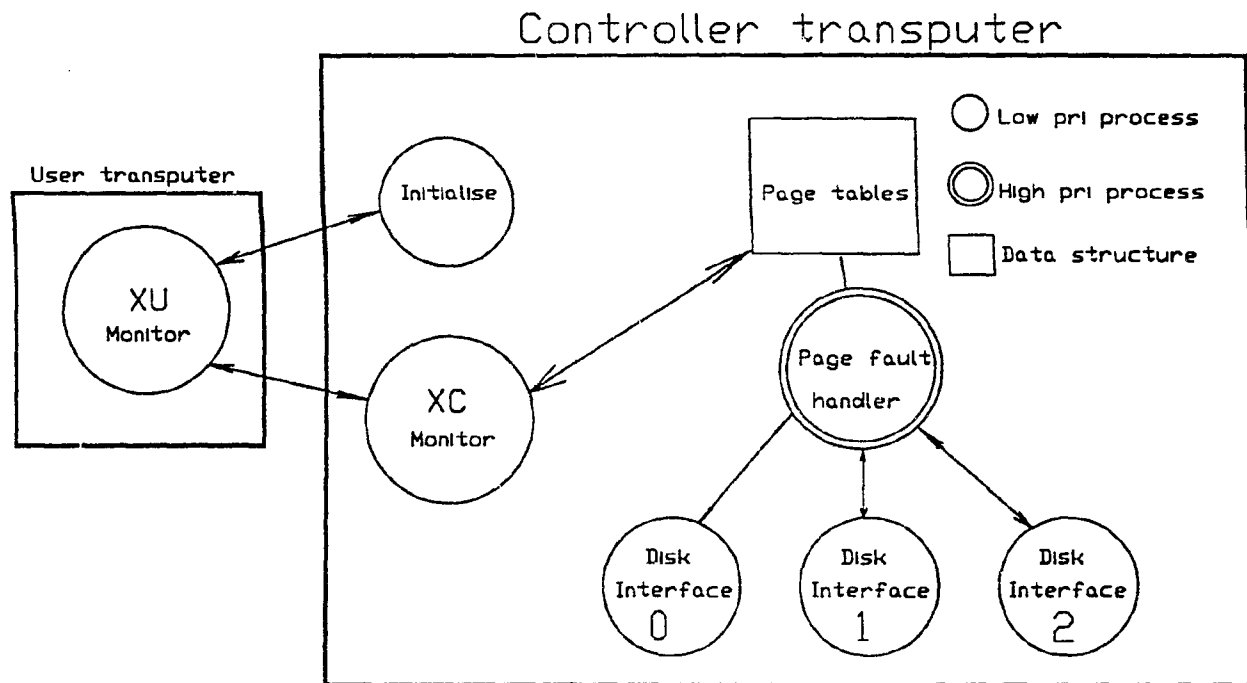 Controller transputer
User transputer
XU
Monitor
Initialise
XC
Monitor
Page tables
Low pri process
High pri process
Data structure
Page fault
handler
Disk
Interface
0
Disk
Interface
1
Disk
Interface
2